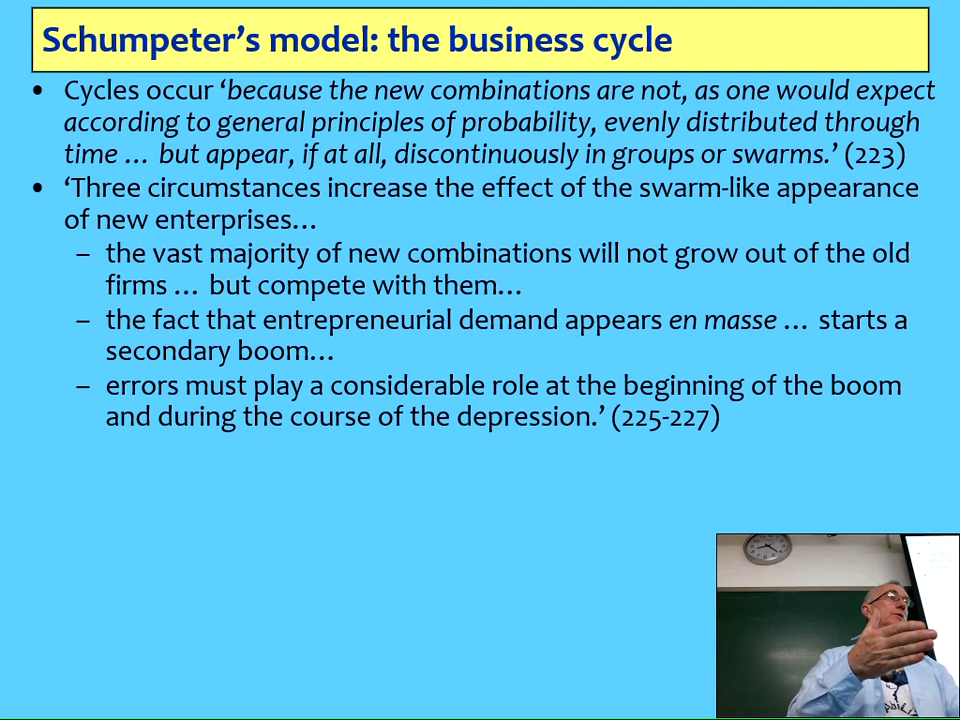 Schumpeter’s model: the business cycle
• Cycles occur ‘because the new combinations are not, as one would expect
according to general principles of probability, evenly distributed through
time … but appear, if at all, discontinuously in groups or swarms.’ (223)
• ‘Three circumstances increase the effect of the swarm-like appearance
of new enterprises…
– the vast majority of new combinations will not grow out of the old
firms … but compete with them…
– the fact that entrepreneurial demand appears en masse … starts a
secondary boom…
– errors must play a considerable role at the beginning of the boom
and during the course of the depression.’ (225-227)